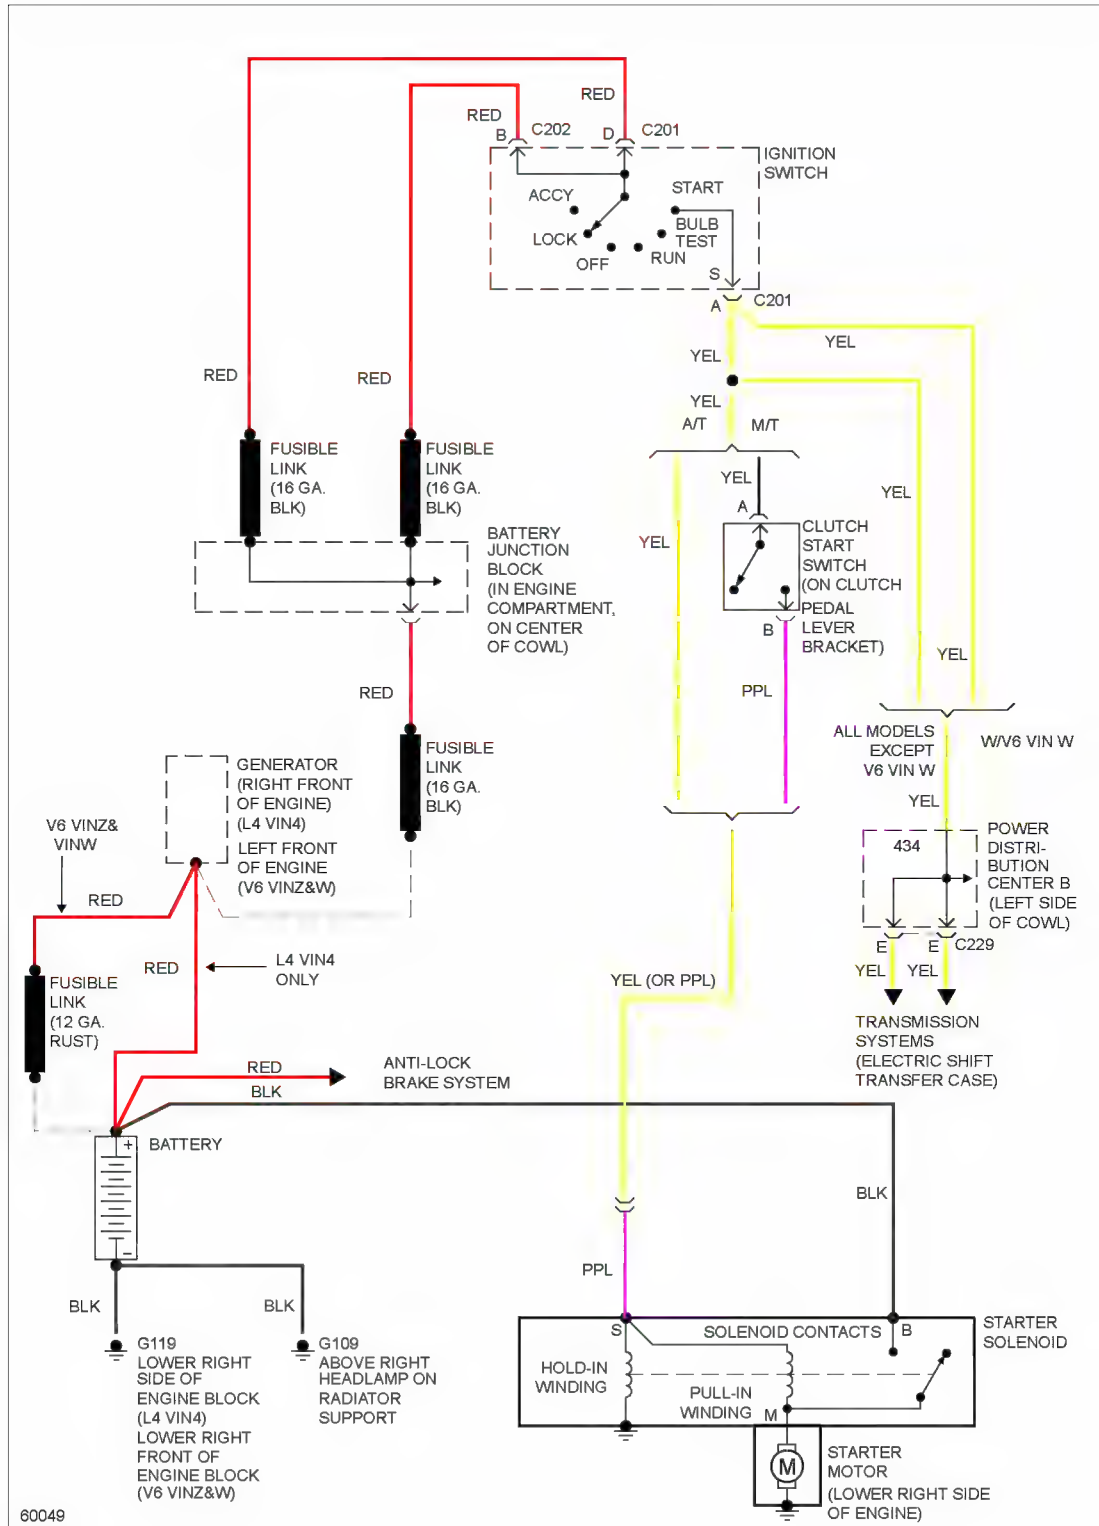 RED
RED
B
C202
D
C201
IGNITION
SWITCH
ACCY
START
LOCK
BULB
TEST
OFF
RUN
S
A
C201
YEL
YEL
RED
RED
YEL
A/T
M/T
FUSIBLE
LINK
(16 GA.
BLK)
FUSIBLE
LINK
(16 GA.
BLK)
YEL
YEL
A
BATTERY
JUNCTION
BLOCK
(IN ENGINE
COMPARTMENT,
ON CENTER
OF COWL)
YEL
CLUTCH
START
SWITCH
(ON CLUTCH
PEDAL
LEVER
BRACKET)
B
YEL
RED
PPL
FUSIBLE
LINK
(16 GA.
BLK)
ALL MODELS
EXCEPT
V6 VIN W
W/V6 VIN W
GENERATOR
(RIGHT FRONT
OF ENGINE)
(L4 VIN4)
LEFT FRONT
OF ENGINE
(V6 VINZ&W)
YEL
V6 VINZ&
VINW
434
POWER
DISTRI-
BUTION
CENTER B
(LEFT SIDE
OF COWL)
RED
E
E
C229
RED
L4 VIN4
ONLY
YEL
YEL
YEL (OR PPL)
FUSIBLE
LINK
(12 GA.
RUST)
TRANSMISSION
SYSTEMS
(ELECTRIC SHIFT
TRANSFER CASE)
RED
ANTI-LOCK
BRAKE SYSTEM
BLK
+
BATTERY
-
BLK
PPL
BLK
BLK
S
SOLENOID CONTACTS
B
STARTER
SOLENOID
G119
LOWER RIGHT
SIDE OF
ENGINE BLOCK
(L4 VIN4)
LOWER RIGHT
FRONT OF
ENGINE BLOCK
(V6 VINZ&W)
G109
ABOVE RIGHT
HEADLAMP ON
RADIATOR
SUPPORT
HOLD-IN
WINDING
PULL-IN
WINDING
M
M
STARTER
MOTOR
(LOWER RIGHT SIDE
OF ENGINE)
60049